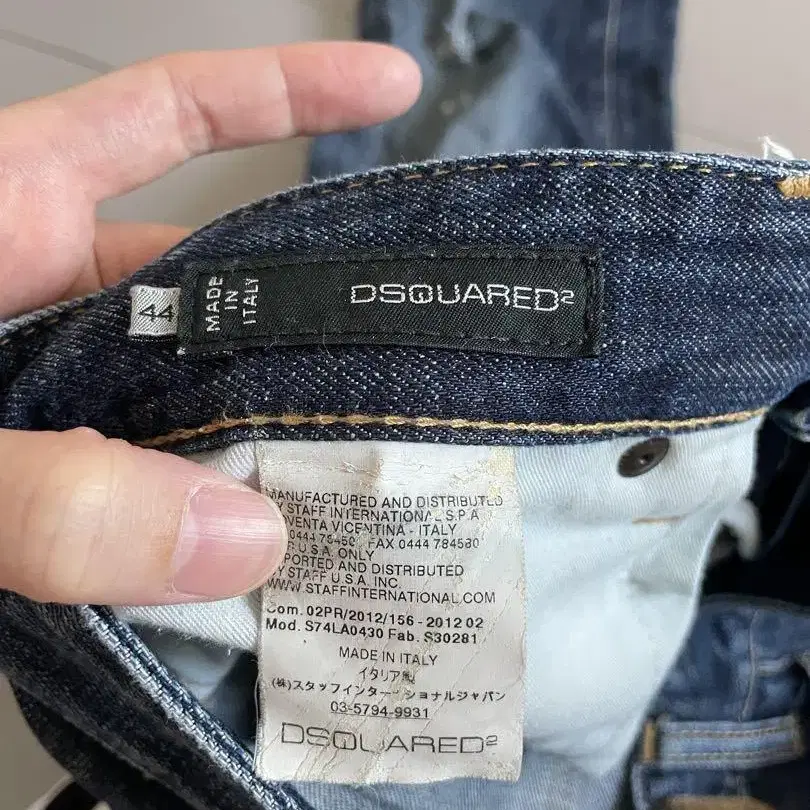 44
MADE
IN
ITALY
DSQUARED2
MANUFACTURED AND DISTRIBUTED
BY STAFF INTERNATIONAL S.P.A
NOVENTA VICENTINA - ITALY
FAX 0444 784580
U.S.A. ONLY
IMPORTED AND DISTRIBUTED
BY STAFF U.S.A. INC.
WWW.STAFFINTERNATIONAL.COM
Com. 02PR/2012/156 - 2012 02
Mod. S74LA0430 Fab. S30281
MADE IN ITALY
イタリア製
(株)スタッフインターナショナルジャパン
03-5794-9931
DSQUARED2